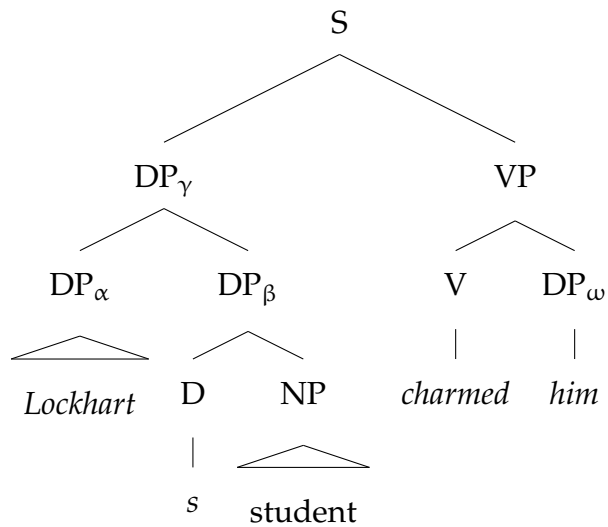 S
DPγ VP
DPα DPβ V DPω
Lockhart D NP charmed him
s student